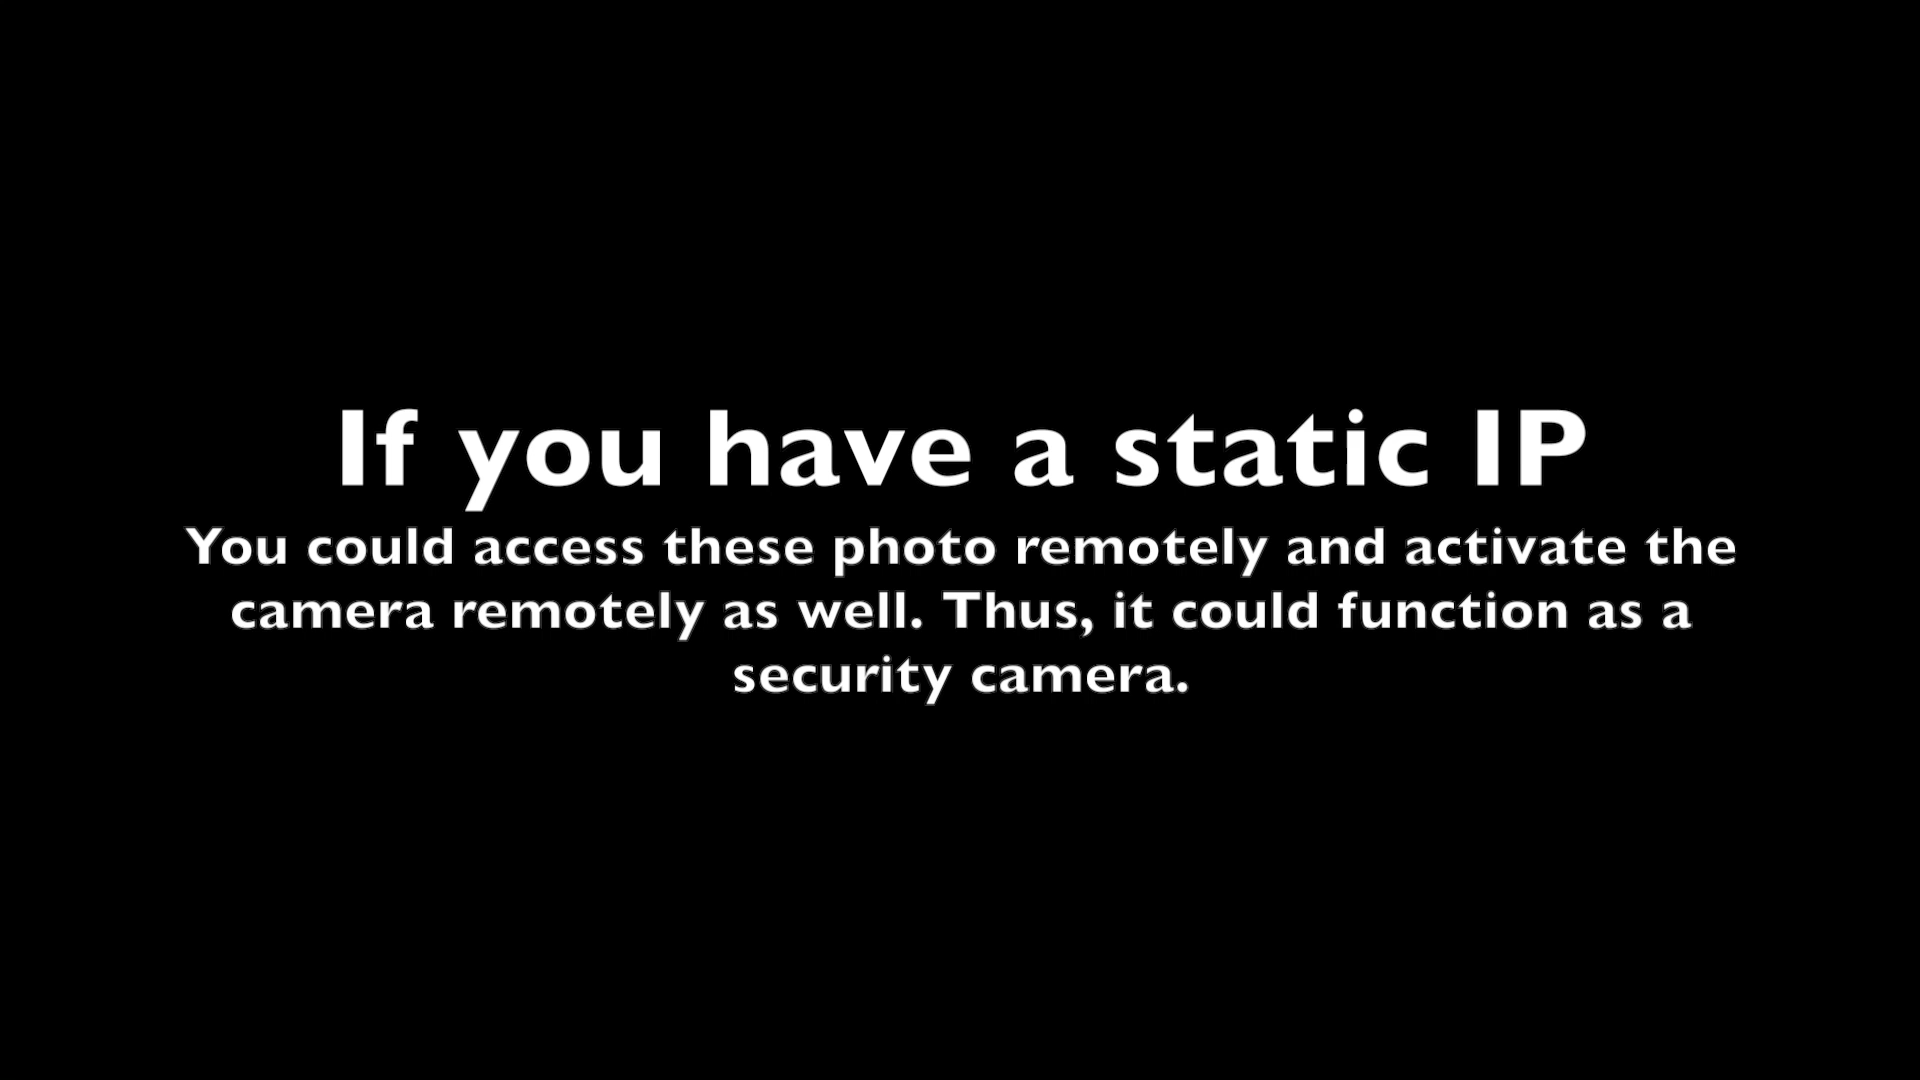 If you have a static IP
You could access these photo remotely and activate the
camera remotely as well. Thus, it could function as a
security camera.